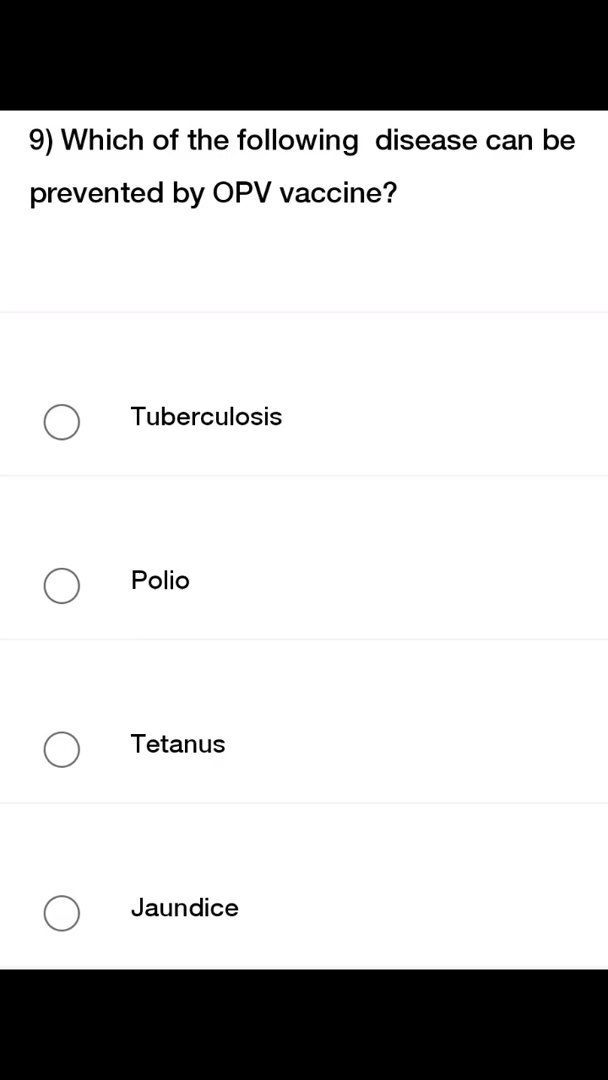 9) Which of the following disease can be
prevented by OPV vaccine?
Tuberculosis
Polio
Tetanus
Jaundice